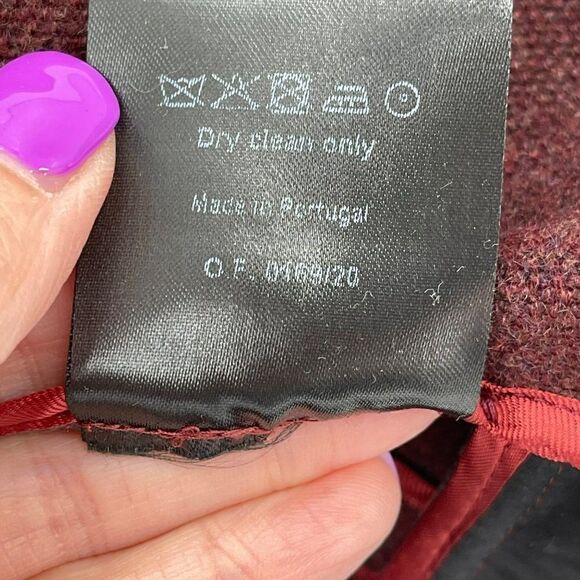 Dry clean only
Made in Portugal
O.F. 0169/20